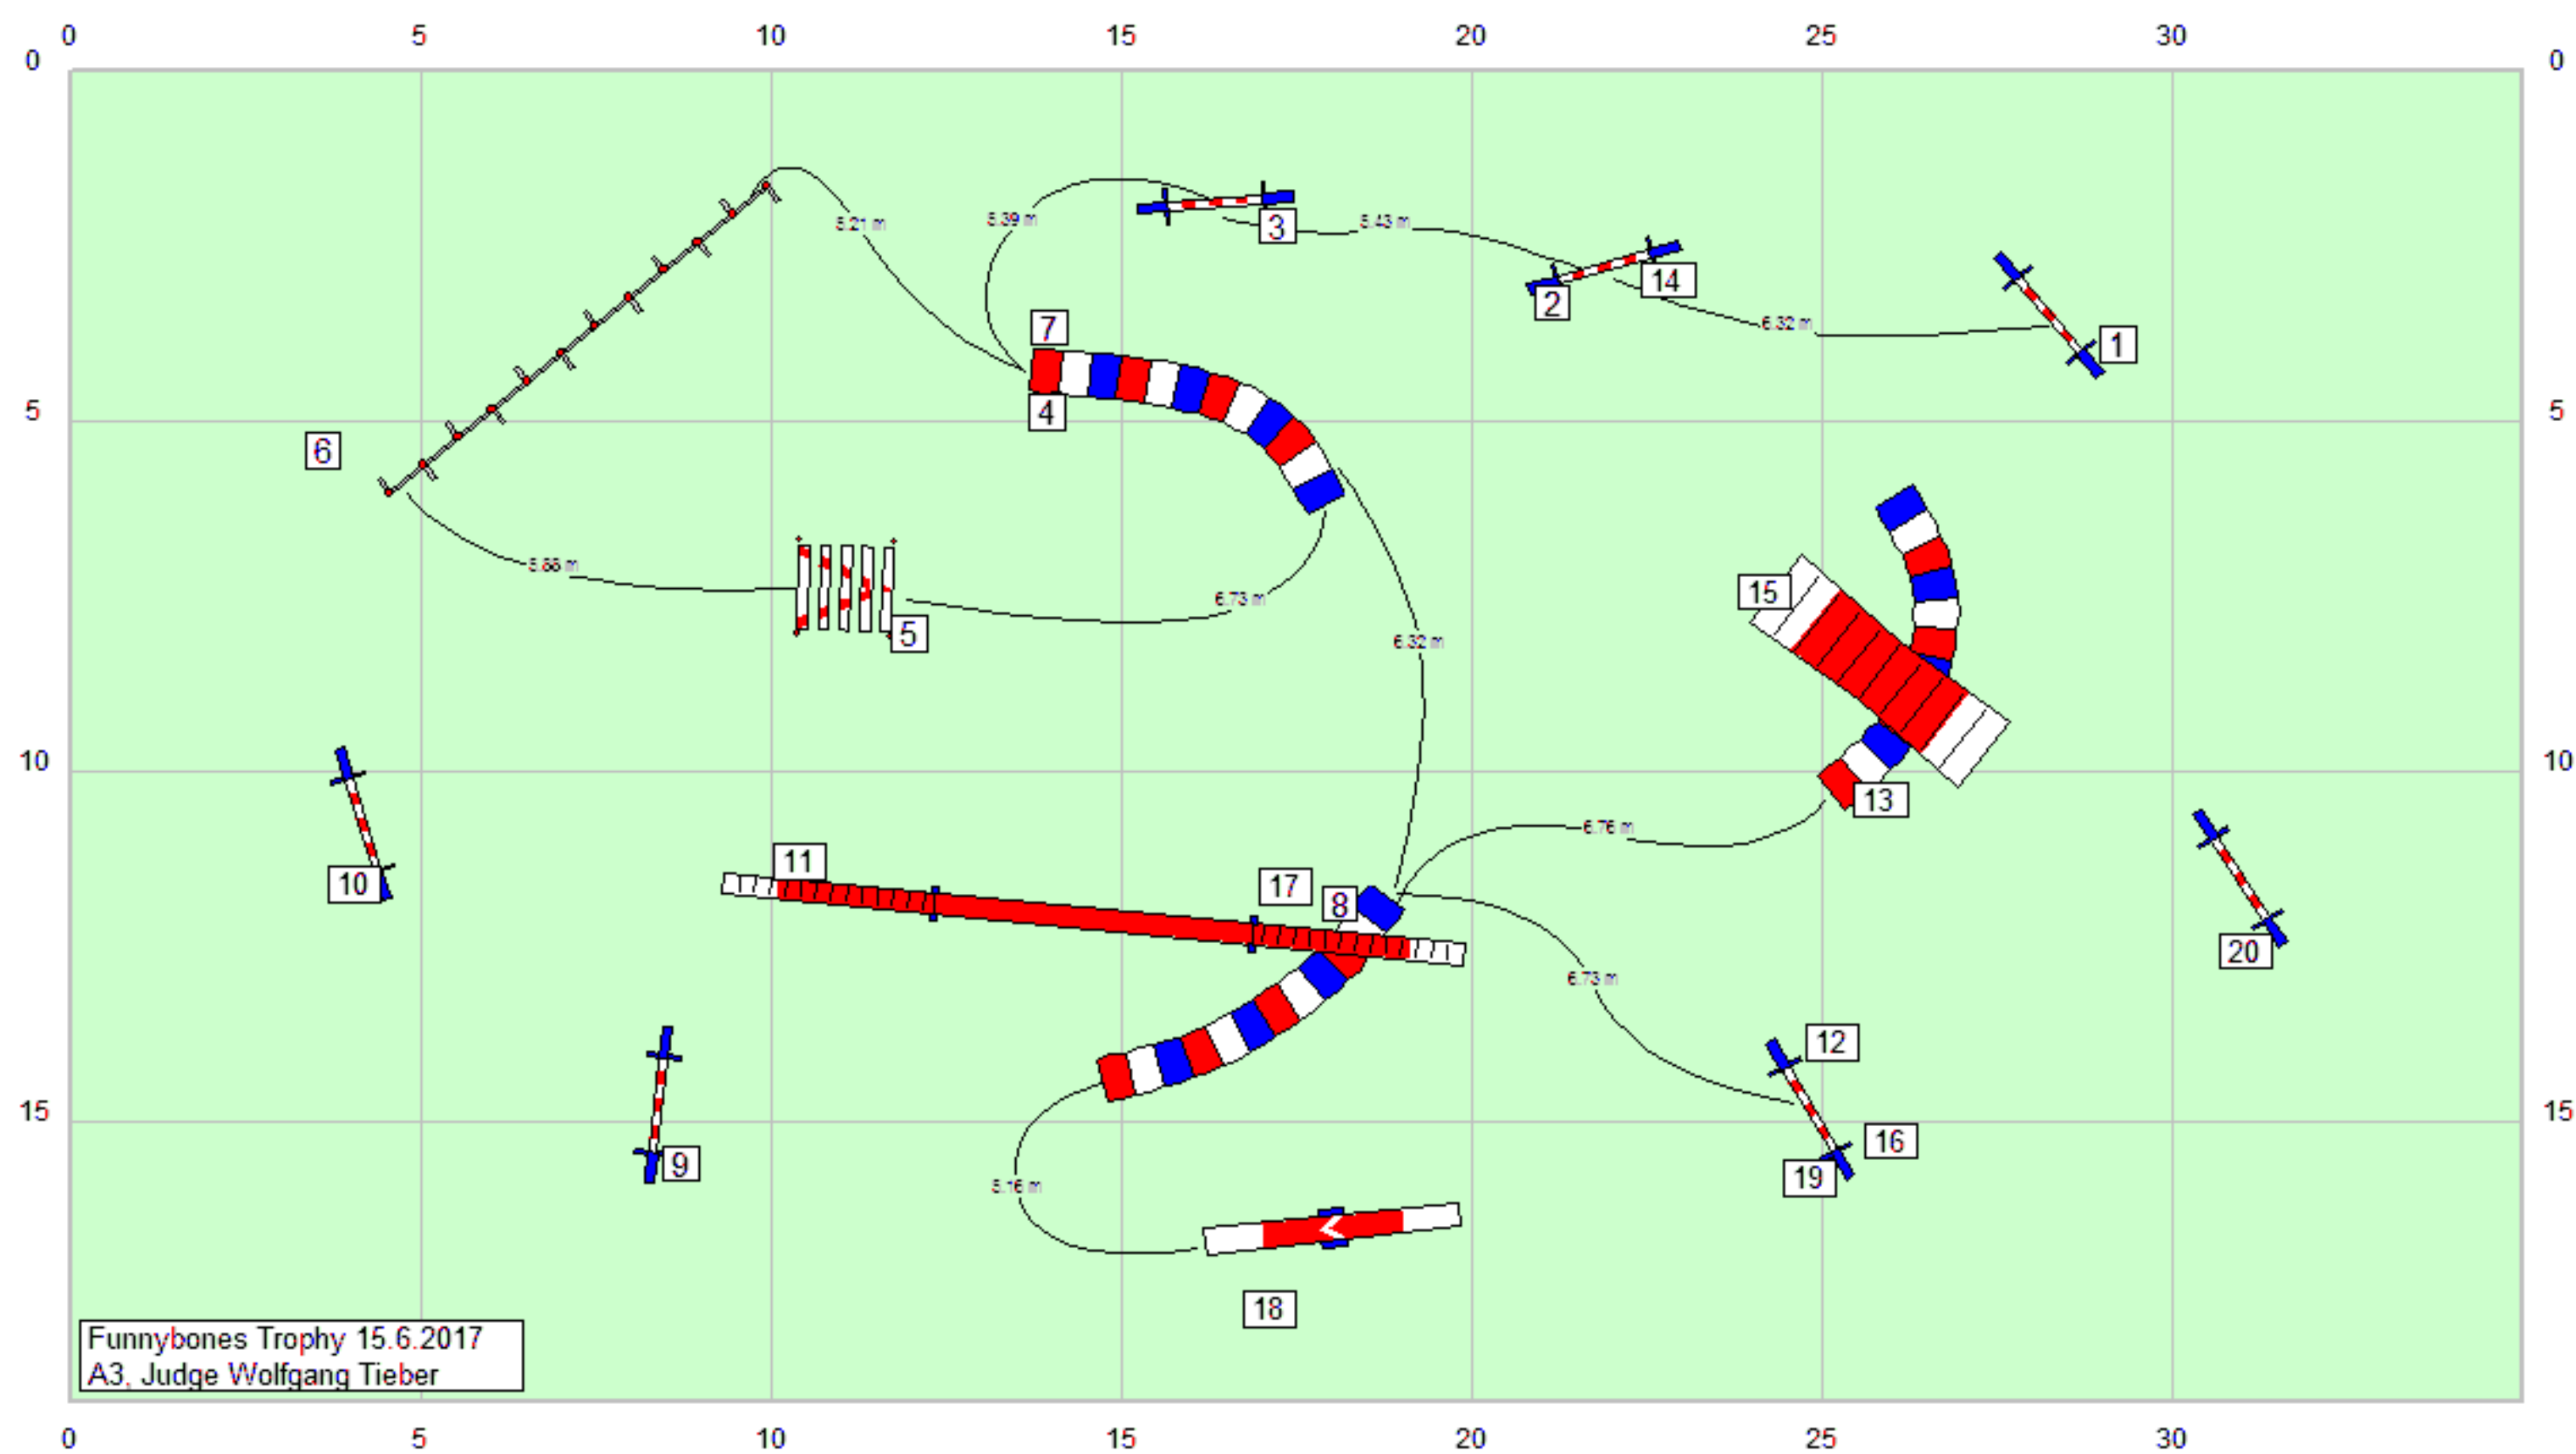 0 5 10 15 20 25 30
0 0
3
5.21 m 5.39 m 5.43 m
2 14
6.32 m
1
7
4
5 5
6
5.88 m
15
6.73 m
5
6.32 m
10 10
13
6.76 m
11
10 17 8
20
6.73 m
12
15 15
16
9 19
5.16 m
18
Funnybones Trophy 15.6.2017
A3, Judge Wolfgang Tieber
0 5 10 15 20 25 30